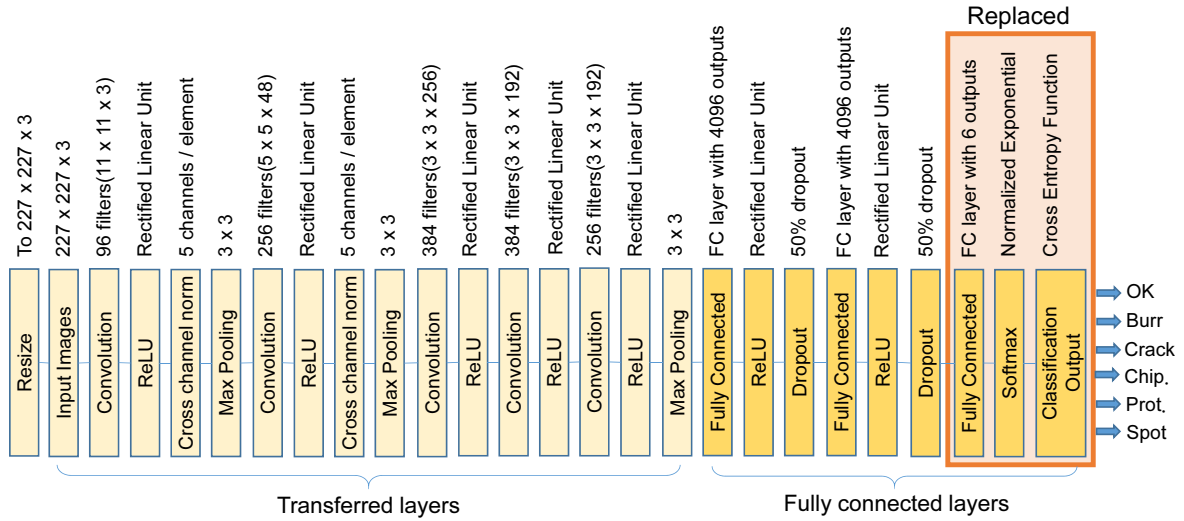 Replaced
To 227 x 227 x 3
227 x 227 x 3
96 filters(11 x 11 x 3)
Rectified Linear Unit
5 channels / element
3 x 3
256 filters(5 x 5 x 48)
Rectified Linear Unit
5 channels / element
3 x 3
384 filters(3 x 3 x 256)
Rectified Linear Unit
384 filters(3 x 3 x 192)
Rectified Linear Unit
256 filters(3 x 3 x 192)
Rectified Linear Unit
3 x 3
FC layer with 4096 outputs
Rectified Linear Unit
50% dropout
FC layer with 4096 outputs
Rectified Linear Unit
50% dropout
FC layer with 6 outputs
Normalized Exponential
Cross Entropy Function
Resize
Input Images
Convolution
ReLU
Cross channel norm
Max Pooling
Convolution
ReLU
Cross channel norm
Max Pooling
Convolution
ReLU
Convolution
ReLU
Convolution
ReLU
Max Pooling
Fully Connected
ReLU
Dropout
Fully Connected
ReLU
Dropout
Fully Connected
Softmax
Classification
Output
OK
Burr
Crack
Chip.
Prot.
Spot
Transferred layers
Fully connected layers